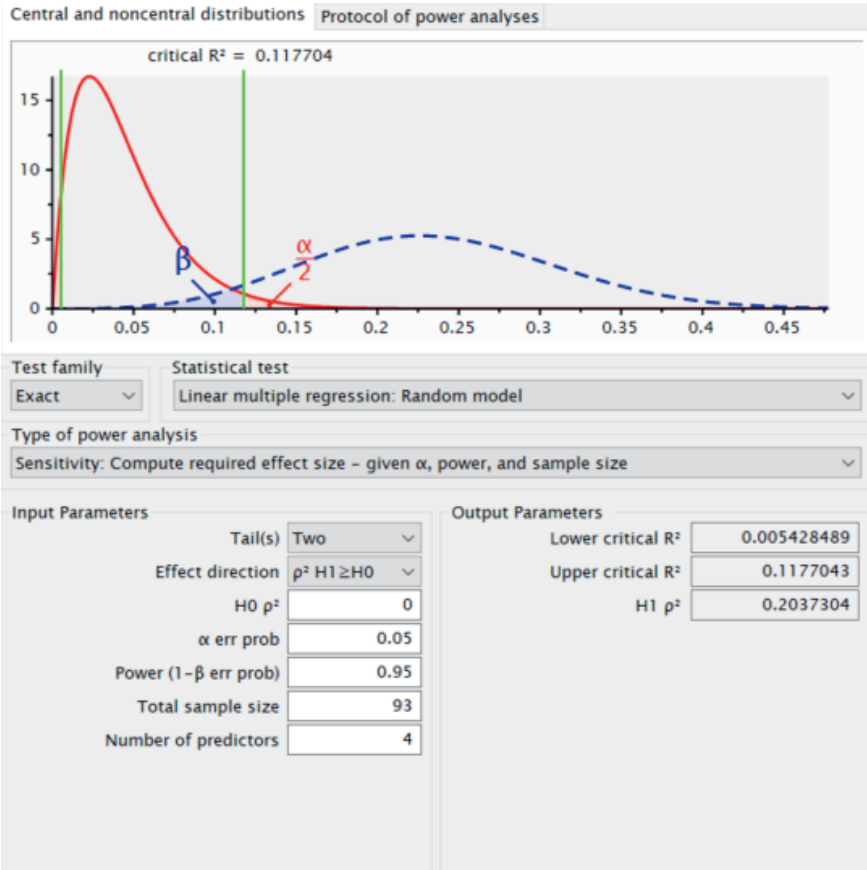 Central and noncentral distributions Protocol of power analyses
critical R² = 0.117704
15
10
5
0
β
α
2
0 0.05 0.1 0.15 0.2 0.25 0.3 0.35 0.4 0.45
Test family Statistical test
Exact Linear multiple regression: Random model
Type of power analysis
Sensitivity: Compute required effect size – given α, power, and sample size
Input Parameters Output Parameters
Tail(s) Two Lower critical R² 0.005428489
Effect direction ρ² H1≥H0 Upper critical R² 0.1177043
H0 ρ² 0 H1 ρ² 0.2037304
α err prob 0.05
Power (1-β err prob) 0.95
Total sample size 93
Number of predictors 4